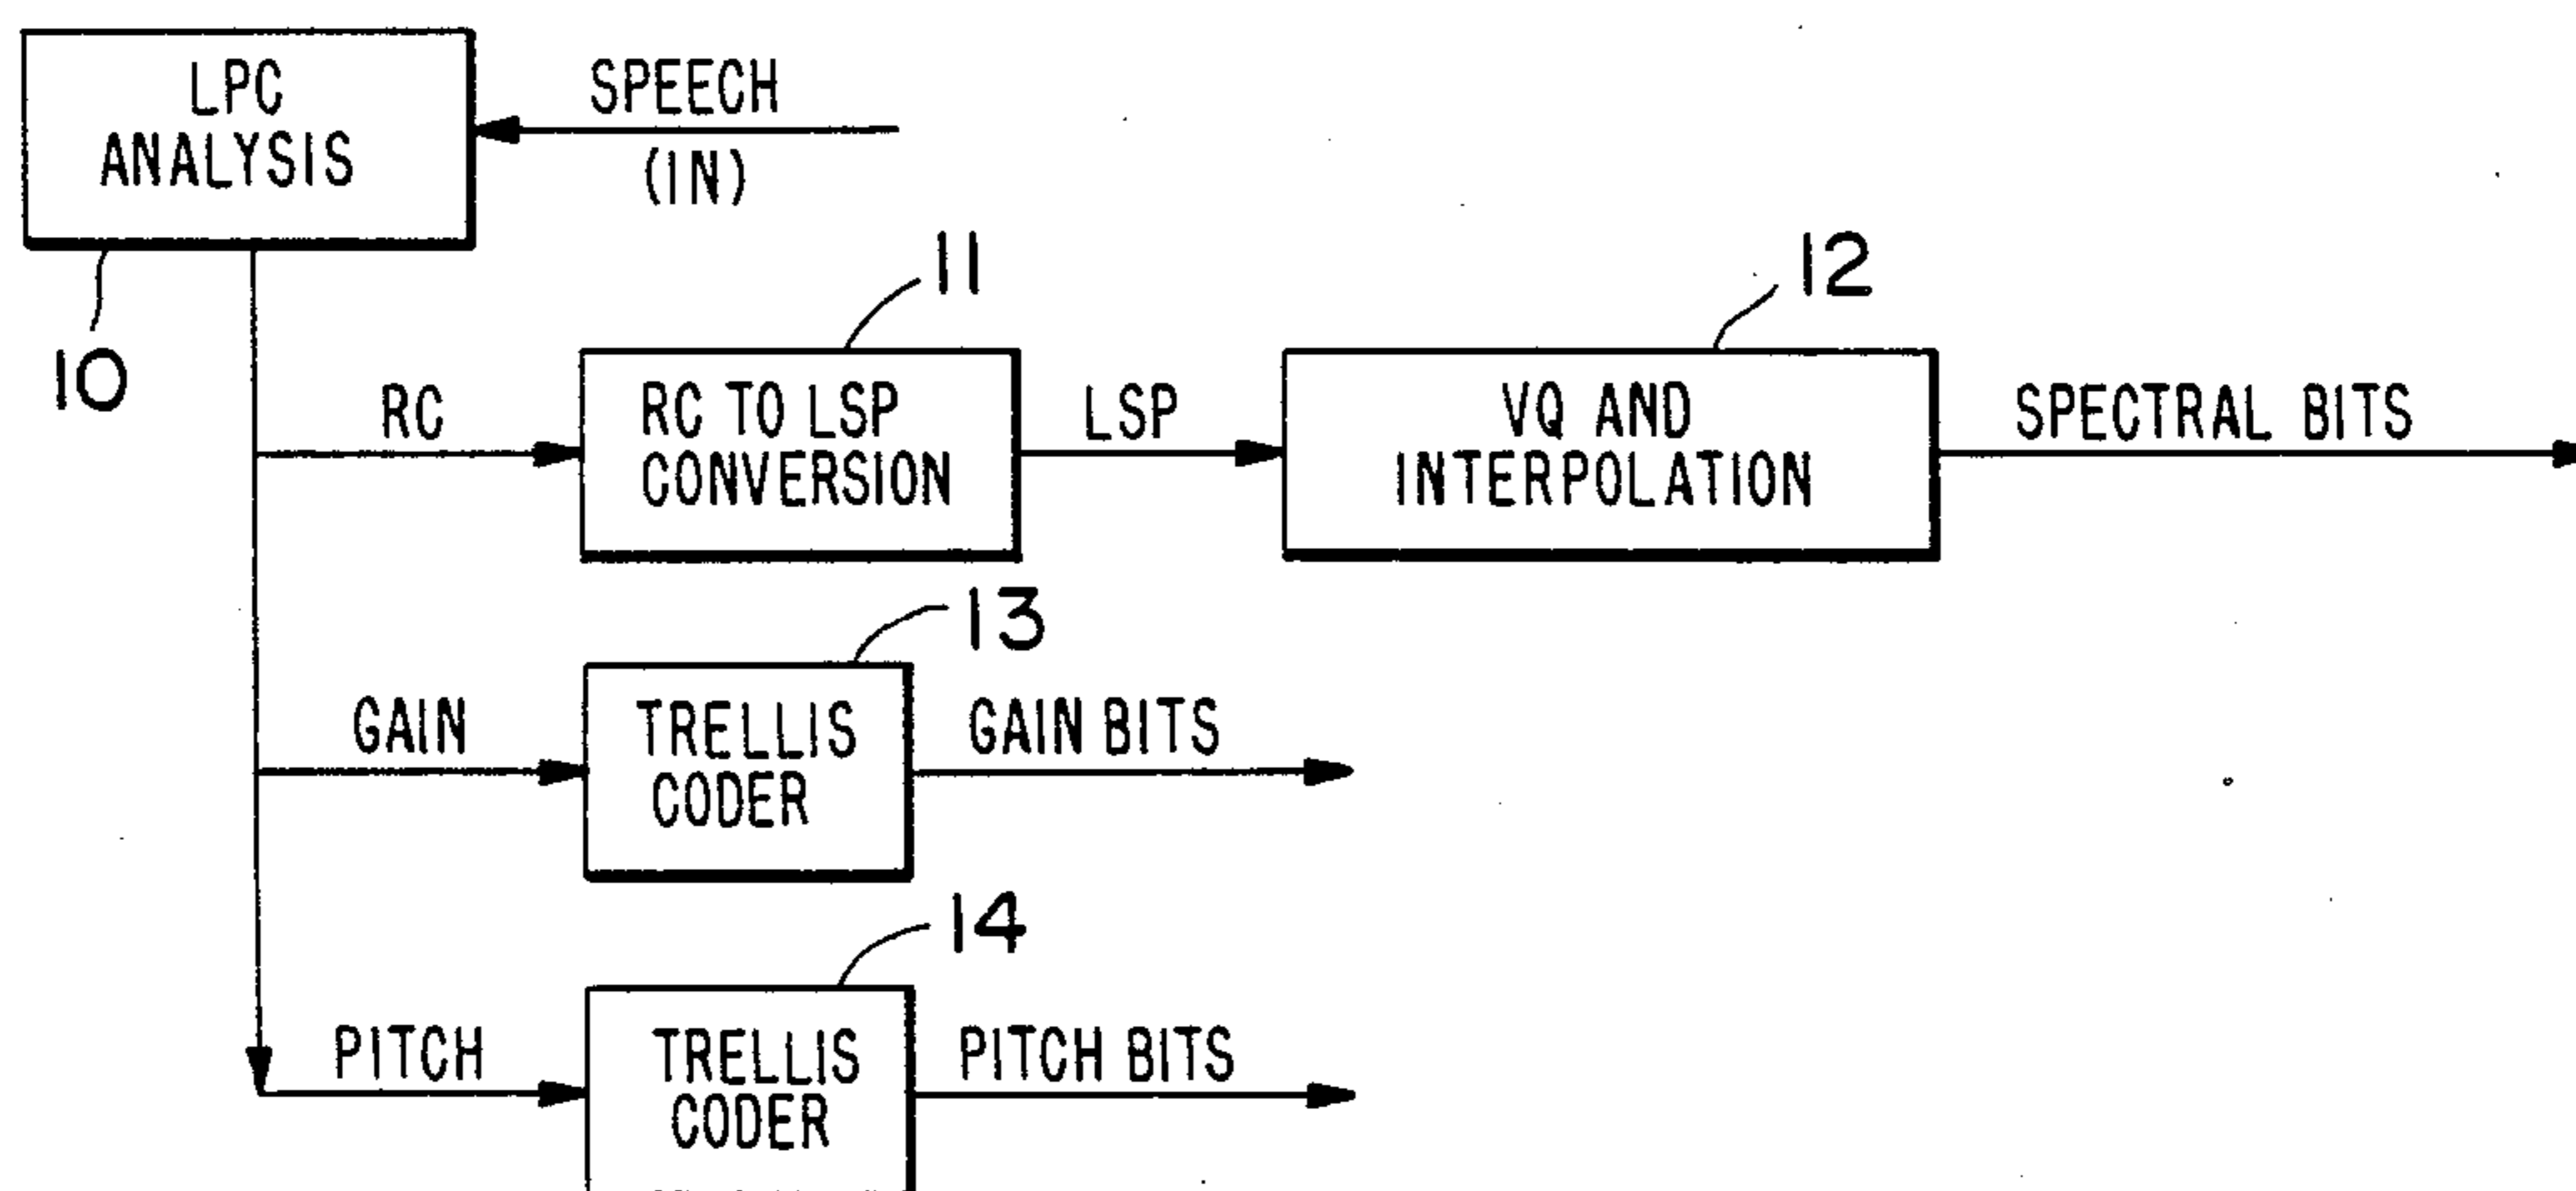 LPC
ANALYSIS
SPEECH
(IN)
10
11
12
RC
RC TO LSP
CONVERSION
LSP
VQ AND
INTERPOLATION
SPECTRAL BITS
13
GAIN
TRELLIS
CODER
GAIN BITS
14
PITCH
TRELLIS
CODER
PITCH BITS